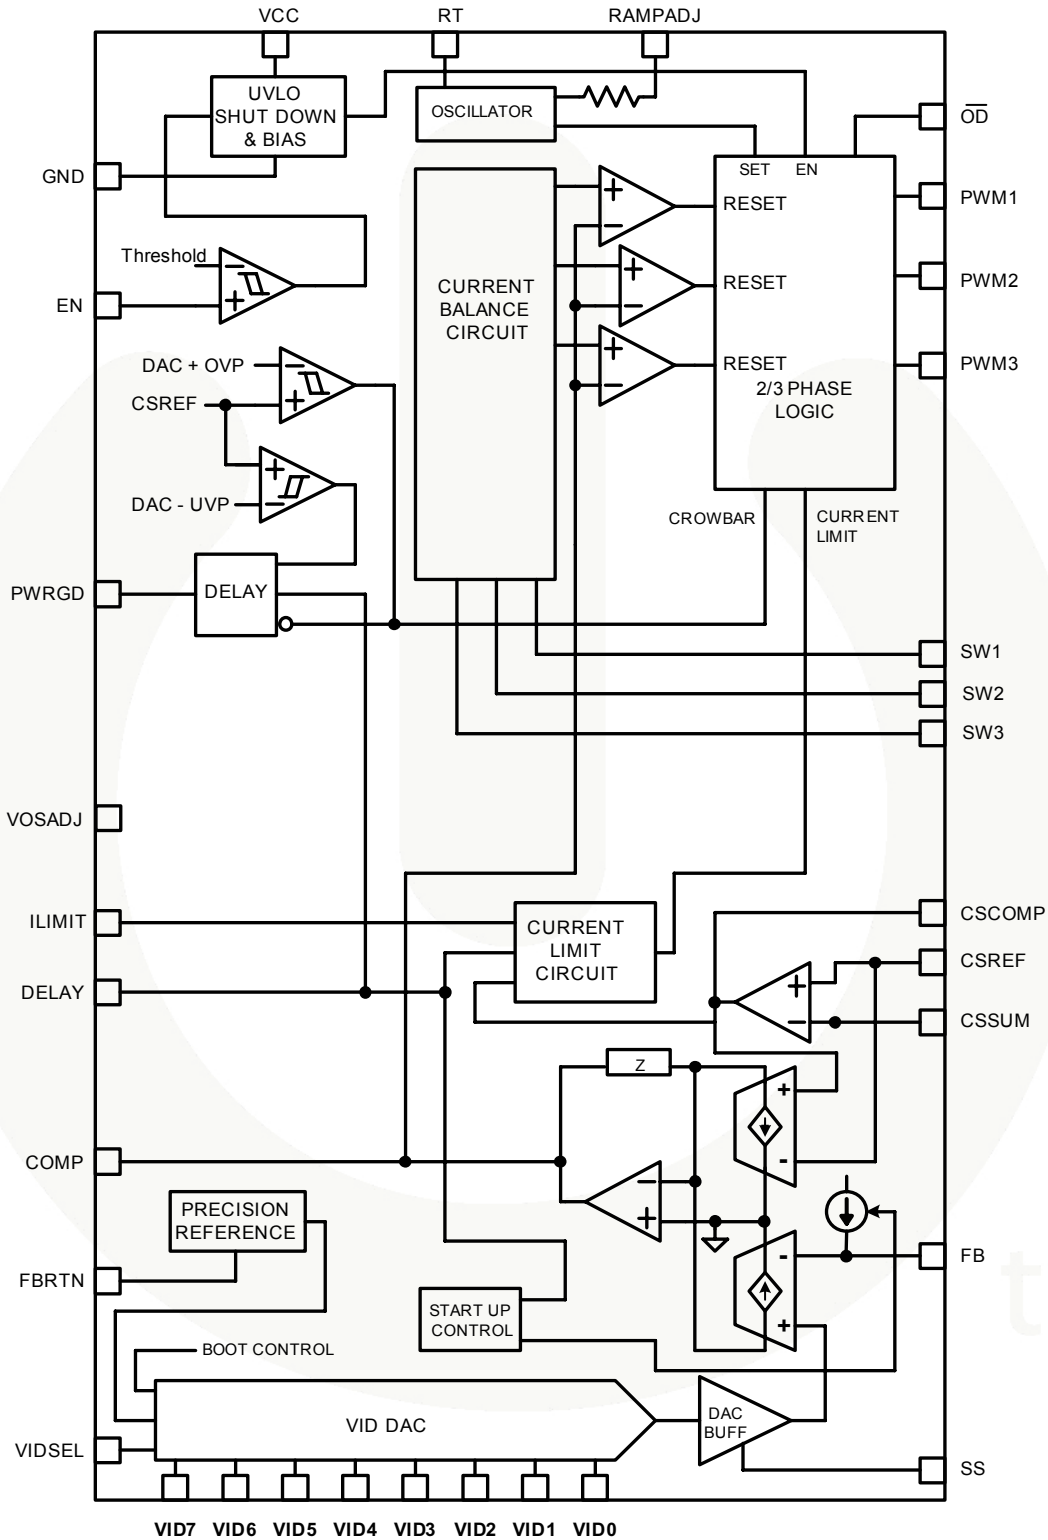 VCC
RT
RAMPADJ
UVLO
SHUT DOWN
& BIAS
OSCILLATOR
OD
GND
SET
EN
PWM1
RESET
Threshold
EN
CURRENT
BALANCE
CIRCUIT
RESET
PWM2
DAC + OVP
CSREF
RESET
PWM3
2/3 PHASE
LOGIC
DAC - UVP
CROWBAR
CURRENT
LIMIT
PWRGD
DELAY
SW1
SW2
SW3
VOSADJ
ILIMIT
CURRENT
LIMIT
CIRCUIT
CSCOMP
CSREF
DELAY
CSSUM
Z
COMP
PRECISION
REFERENCE
FBRTN
FB
START UP
CONTROL
BOOT CONTROL
VID DAC
DAC
BUFF
VIDSEL
SS
VID7 VID6 VID5 VID4 VID3 VID2 VID1 VID0
t